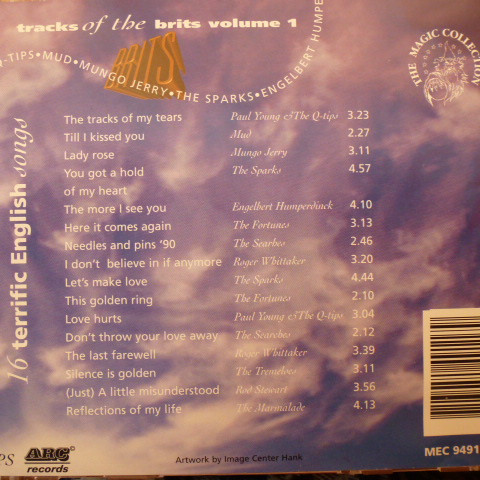 tracks of the brits volume 1
-TIPS•MUD•MUNGO JERRY•THE SPARKS•ENGELBERT HUMPE
BRITS!
THE MAGIC COLLECTION
16 terrific English songs
The tracks of my tears Paul Young &The Q-tips 3.23
Till I kissed you Mud 2.27
Lady rose Mungo Jerry 3.11
You got a hold The Sparks 4.57
of my heart
The more I see you Engelbert Humperdinck 4.10
Here it comes again The Fortunes 3.13
Needles and pins '90 The Searhes 2.46
I don't believe in if anymore Roger Whittaker 3.20
Let's make love The Sparks 4.44
This golden ring The Fortunes 2.10
Love hurts Paul Young &The Q-tips 3.04
Don't throw your love away The Searches 2.12
The last farewell Roger Whittaker 3.39
Silence is golden The Tremeloes 3.11
(Just) A little misunderstood Rod Stewart 3.56
Reflections of my life The Marmalade 4.13
ARC
records
MEC 9491
Artwork by Image Center Hank